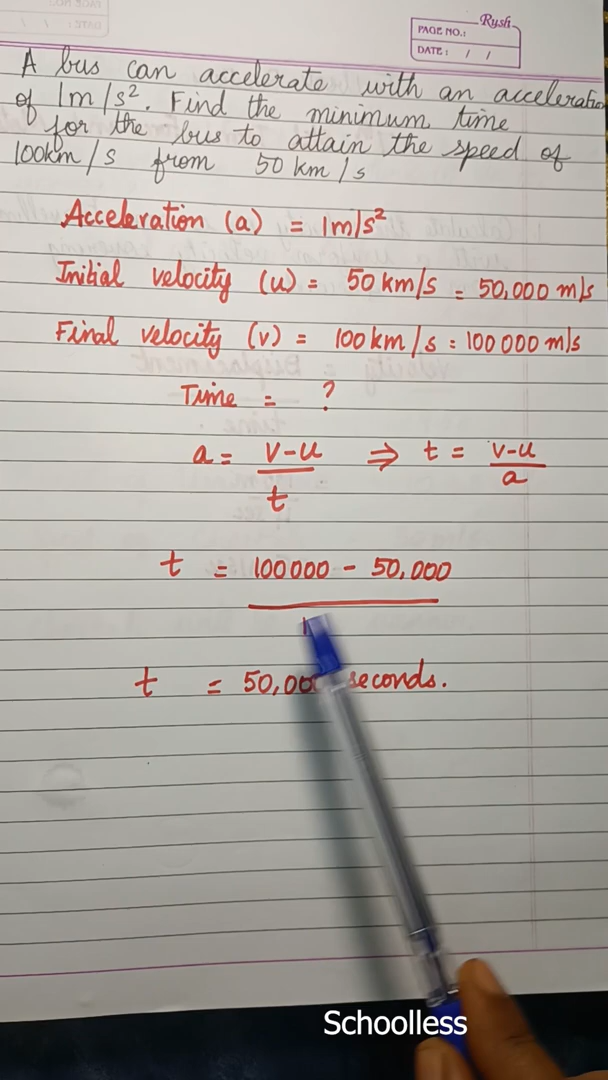 Rysh
PAGE NO.:
DATE: / /
A bus can accelerate with an acceleration
of 1m/s². Find the minimum time
for the bus to attain the speed of
100km/s from 50 km/s
Acceleration (a) = 1m/s²
Initial velocity (u) = 50 km/s = 50,000 m/s
Final velocity (v) = 100 km/s = 100 000 m/s
Time = ?
a = v-u / t ⇒ t = v-u / a
t = 100 000 - 50,000
t = 50,00 seconds.
Schoolless